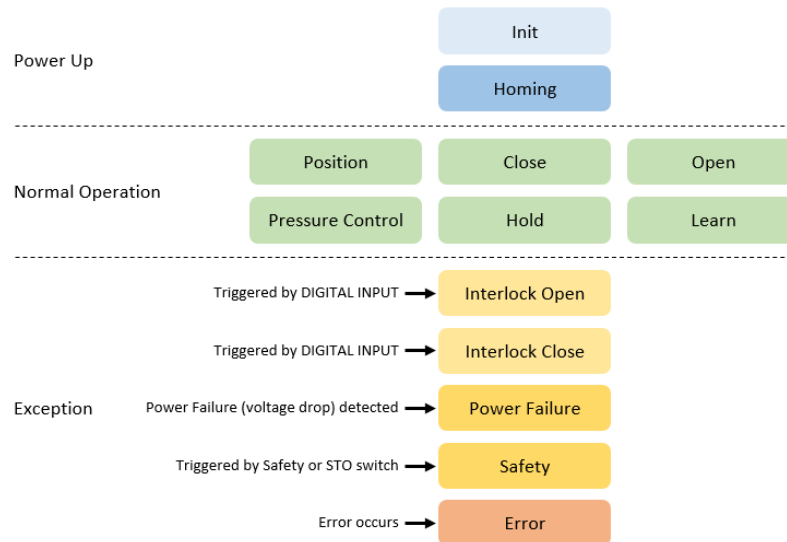 Init
Power Up
Homing
Position Close Open
Normal Operation
Pressure Control Hold Learn
Triggered by DIGITAL INPUT Interlock Open
Triggered by DIGITAL INPUT Interlock Close
Exception Power Failure (voltage drop) detected Power Failure
Triggered by Safety or STO switch Safety
Error occurs Error